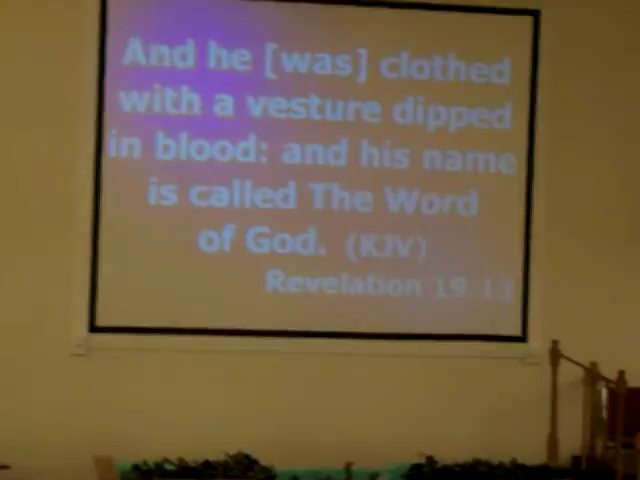 And he [was] clothed
with a vesture dipped
in blood: and his name
is called The Word
of God. (KJV)
Revelation 19:13